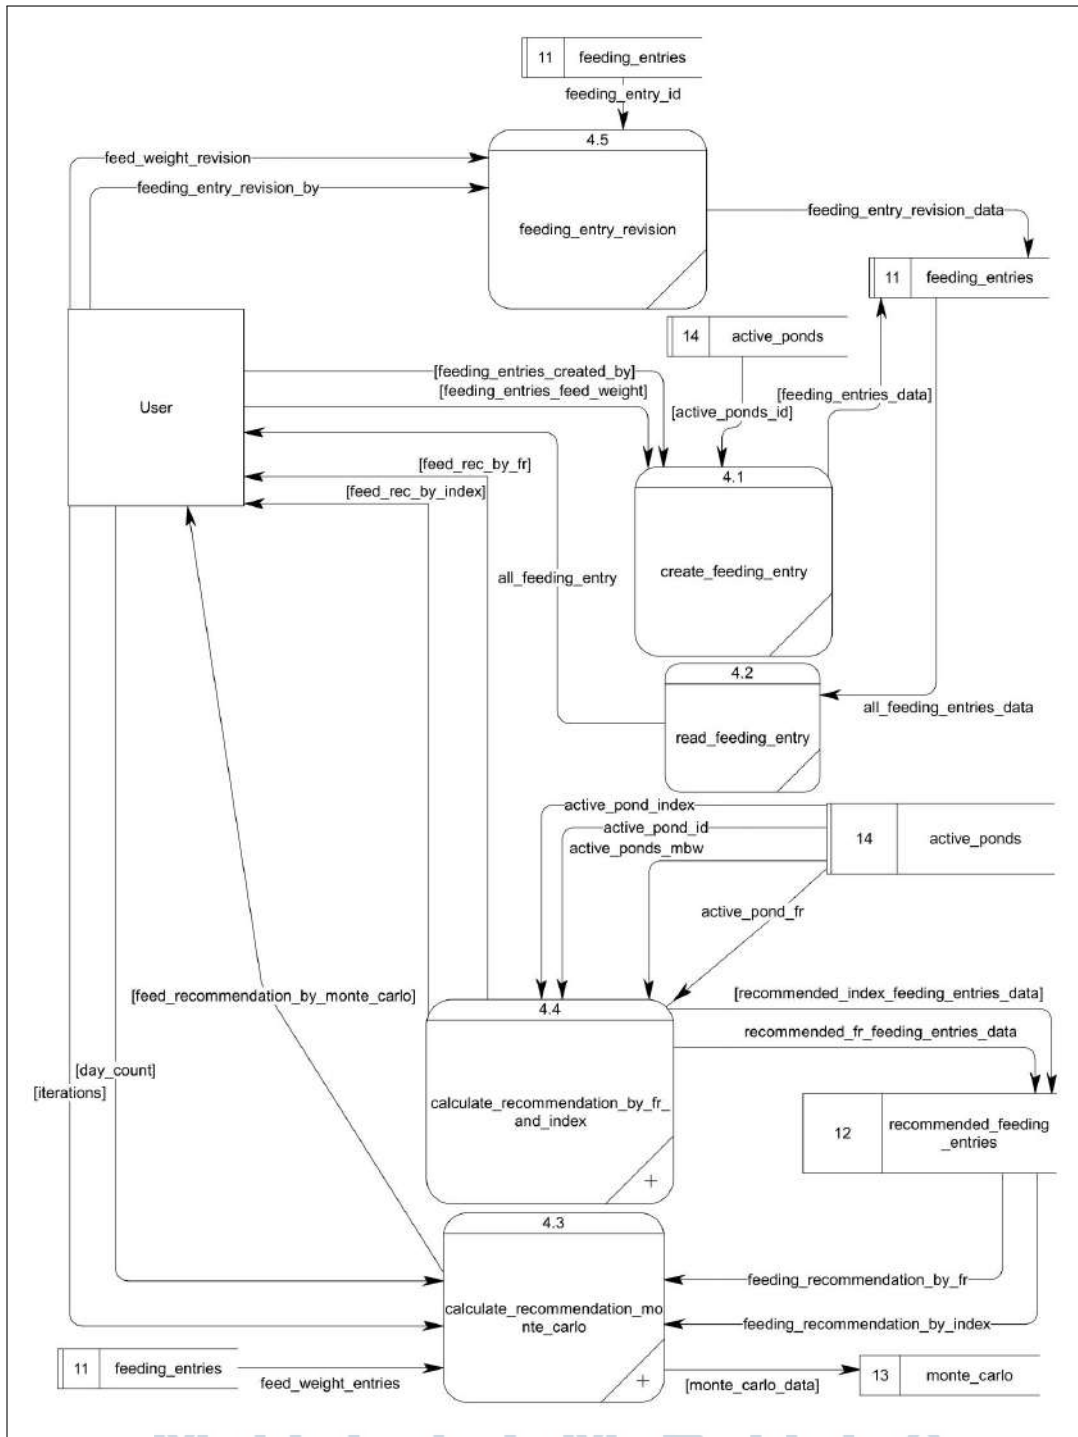 11 feeding_entries
feeding_entry_id
4.5
feed_weight_revision
feeding_entry_revision_by
feeding_entry_revision
feeding_entry_revision_data
11 feeding_entries
14 active_ponds
[feeding_entries_created_by]
[feeding_entries_feed_weight]
[feeding_entries_data]
User
[active_ponds_id]
[feed_rec_by_fr]
4.1
[feed_rec_by_index]
create_feeding_entry
all_feeding_entry
4.2
all_feeding_entries_data
read_feeding_entry
active_pond_index
active_pond_id
14 active_ponds
active_ponds_mbw
active_pond_fr
[feed_recommendation_by_monte_carlo]
[recommended_index_feeding_entries_data]
4.4
recommended_fr_feeding_entries_data
[day_count]
[iterations]
calculate_recommendation_by_fr_
and_index
12 recommended_feeding
_entries
+
4.3
feeding_recommendation_by_fr
calculate_recommendation_mo
nte_carlo
feeding_recommendation_by_index
11 feeding_entries
feed_weight_entries
+
[monte_carlo_data]
13 monte_carlo